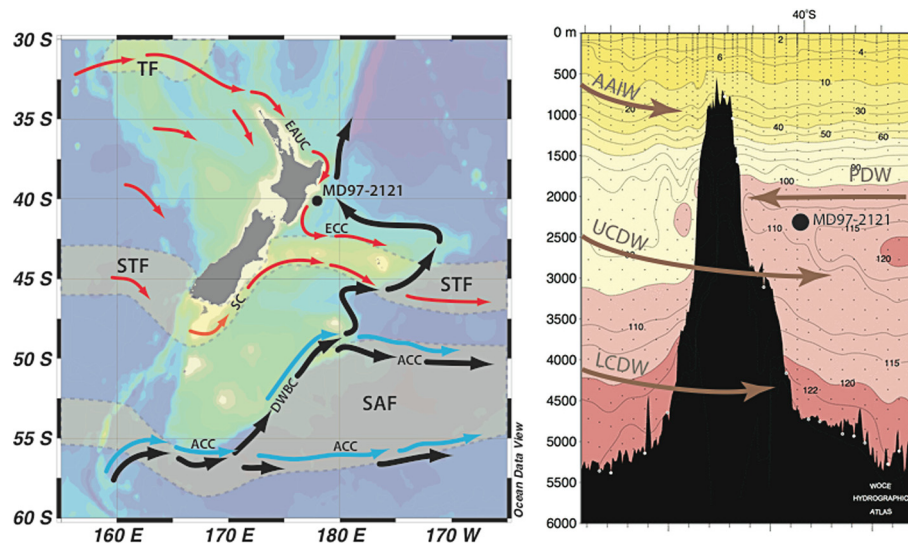 30 S
35 S
40 S
45 S
50 S
55 S
60 S
160 E
170 E
180 E
170 W
TF
EAUC
MD97-2121
ECC
STF
STF
SC
ACC
DWBC
SAF
ACC
ACC
Ocean Data View
40°S
0 m
500
1000
1500
2000
2500
3000
3500
4000
4500
5000
5500
6000
2
4
6
10
AAIW
20
30
40
50
60
100
PDW
110
115
MD97-2121
UCDW
120
110
115
LCDW
122
120
WOCE
HYDROGRAPHIC
ATLAS